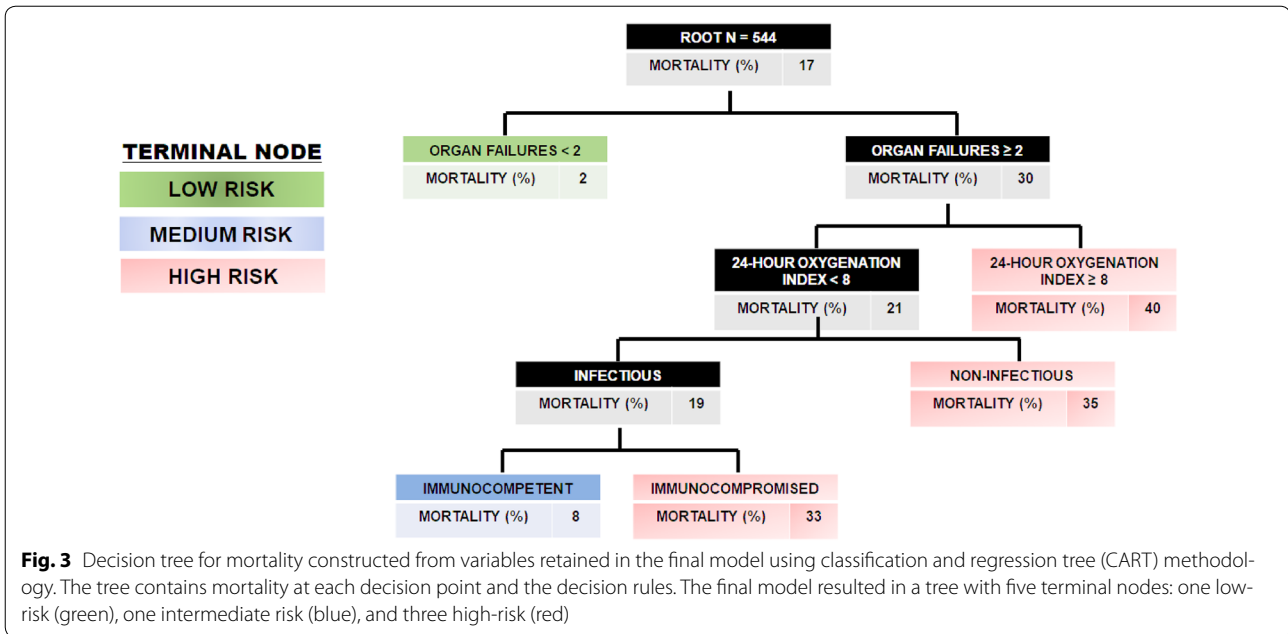 ROOT N = 544
MORTALITY (%) 17
TERMINAL NODE
LOW RISK
MEDIUM RISK
HIGH RISK
ORGAN FAILURES < 2
MORTALITY (%) 2
ORGAN FAILURES ≥ 2
MORTALITY (%) 30
24-HOUR OXYGENATION
INDEX < 8
MORTALITY (%) 21
24-HOUR OXYGENATION
INDEX ≥ 8
MORTALITY (%) 40
INFECTIOUS
MORTALITY (%) 19
NON-INFECTIOUS
MORTALITY (%) 35
IMMUNOCOMPETENT
MORTALITY (%) 8
IMMUNOCOMPROMISED
MORTALITY (%) 33
Fig. 3 Decision tree for mortality constructed from variables retained in the final model using classification and regression tree (CART) methodol-
ogy. The tree contains mortality at each decision point and the decision rules. The final model resulted in a tree with five terminal nodes: one low-
risk (green), one intermediate risk (blue), and three high-risk (red)